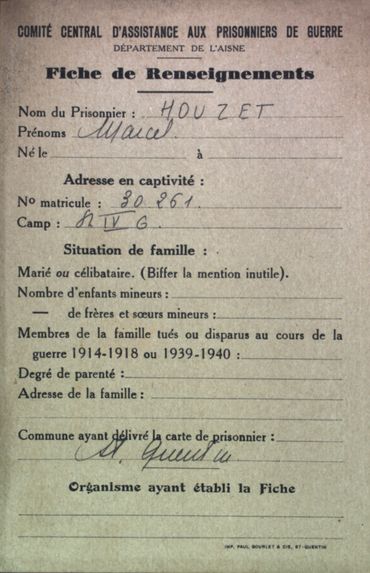 COMITÉ CENTRAL D'ASSISTANCE AUX PRISONNIERS DE GUERRE
DÉPARTEMENT DE L'AISNE
Fiche de Renseignements
Nom du Prisonnier : HOUZET
Prénoms Marcel
Né le à
Adresse en captivité :
No matricule : 30 261.
Camp : St IV G
Situation de famille :
Marié ou célibataire. (Biffer la mention inutile).
Nombre d'enfants mineurs :
— de frères et sœurs mineurs :
Membres de la famille tués ou disparus au cours de la
guerre 1914-1918 ou 1939-1940 :
Degré de parenté :
Adresse de la famille :
Commune ayant délivré la carte de prisonnier :
St Quentin
Organisme ayant établi la Fiche
IMP. PAUL BOURLET & CIE, ST-QUENTIN